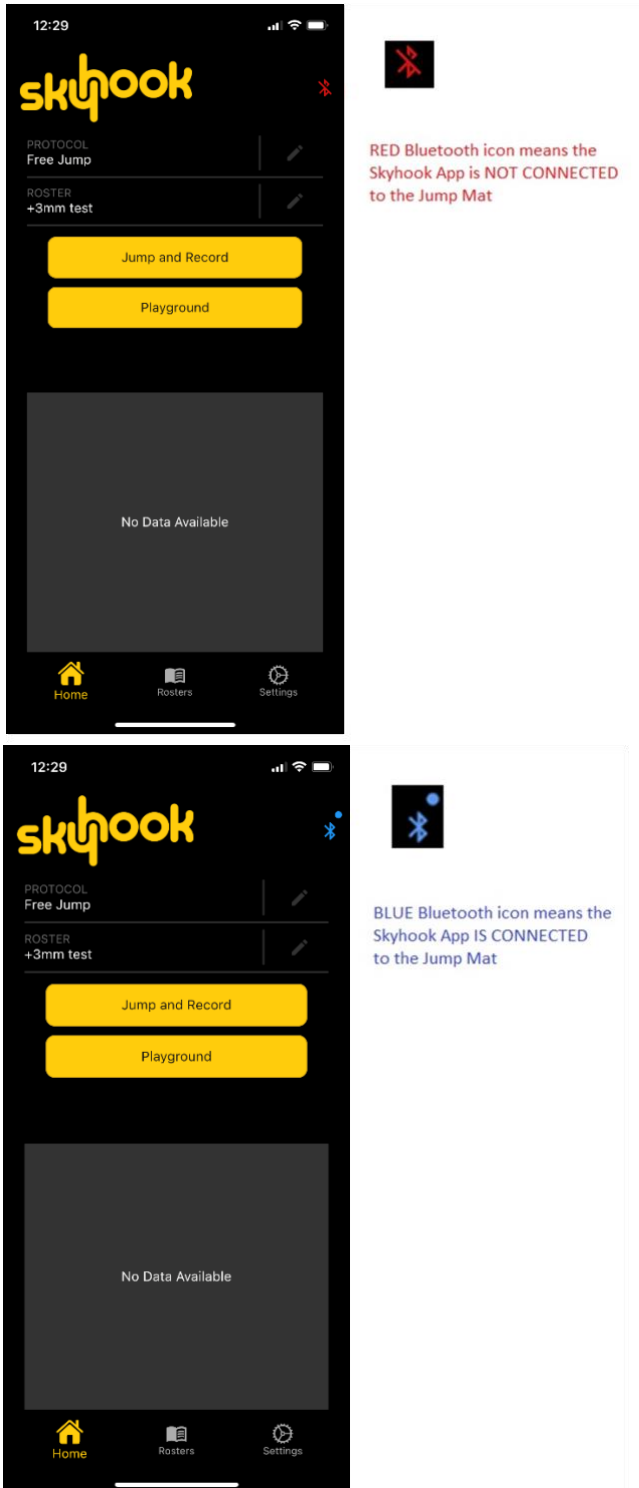 12:29
skyhook
PROTOCOL
Free Jump
ROSTER
+3mm test
Jump and Record
Playground
No Data Available
Home
Rosters
Settings
RED Bluetooth icon means the
Skyhook App is NOT CONNECTED
to the Jump Mat
12:29
skyhook
PROTOCOL
Free Jump
ROSTER
+3mm test
Jump and Record
Playground
No Data Available
Home
Rosters
Settings
BLUE Bluetooth icon means the
Skyhook App IS CONNECTED
to the Jump Mat